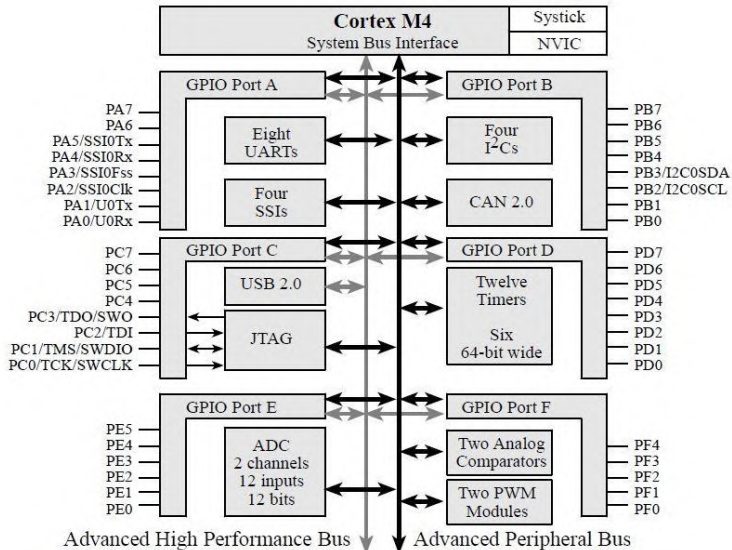 Cortex M4
System Bus Interface
Systick
NVIC
GPIO Port A
GPIO Port B
PA7
PA6
PA5/SSI0Tx
PA4/SSI0Rx
PA3/SSI0Fss
PA2/SSI0Clk
PA1/U0Tx
PA0/U0Rx
Eight
UARTs
Four
SSIs
Four
I2Cs
CAN 2.0
PB7
PB6
PB5
PB4
PB3/I2C0SDA
PB2/I2C0SCL
PB1
PB0
GPIO Port C
GPIO Port D
PC7
PC6
PC5
PC4
PC3/TDO/SWO
PC2/TDI
PC1/TMS/SWDIO
PC0/TCK/SWCLK
USB 2.0
JTAG
Twelve
Timers
Six
64-bit wide
PD7
PD6
PD5
PD4
PD3
PD2
PD1
PD0
GPIO Port E
GPIO Port F
PE5
PE4
PE3
PE2
PE1
PE0
ADC
2 channels
12 inputs
12 bits
Two Analog
Comparators
Two PWM
Modules
PF4
PF3
PF2
PF1
PF0
Advanced High Performance Bus
Advanced Peripheral Bus